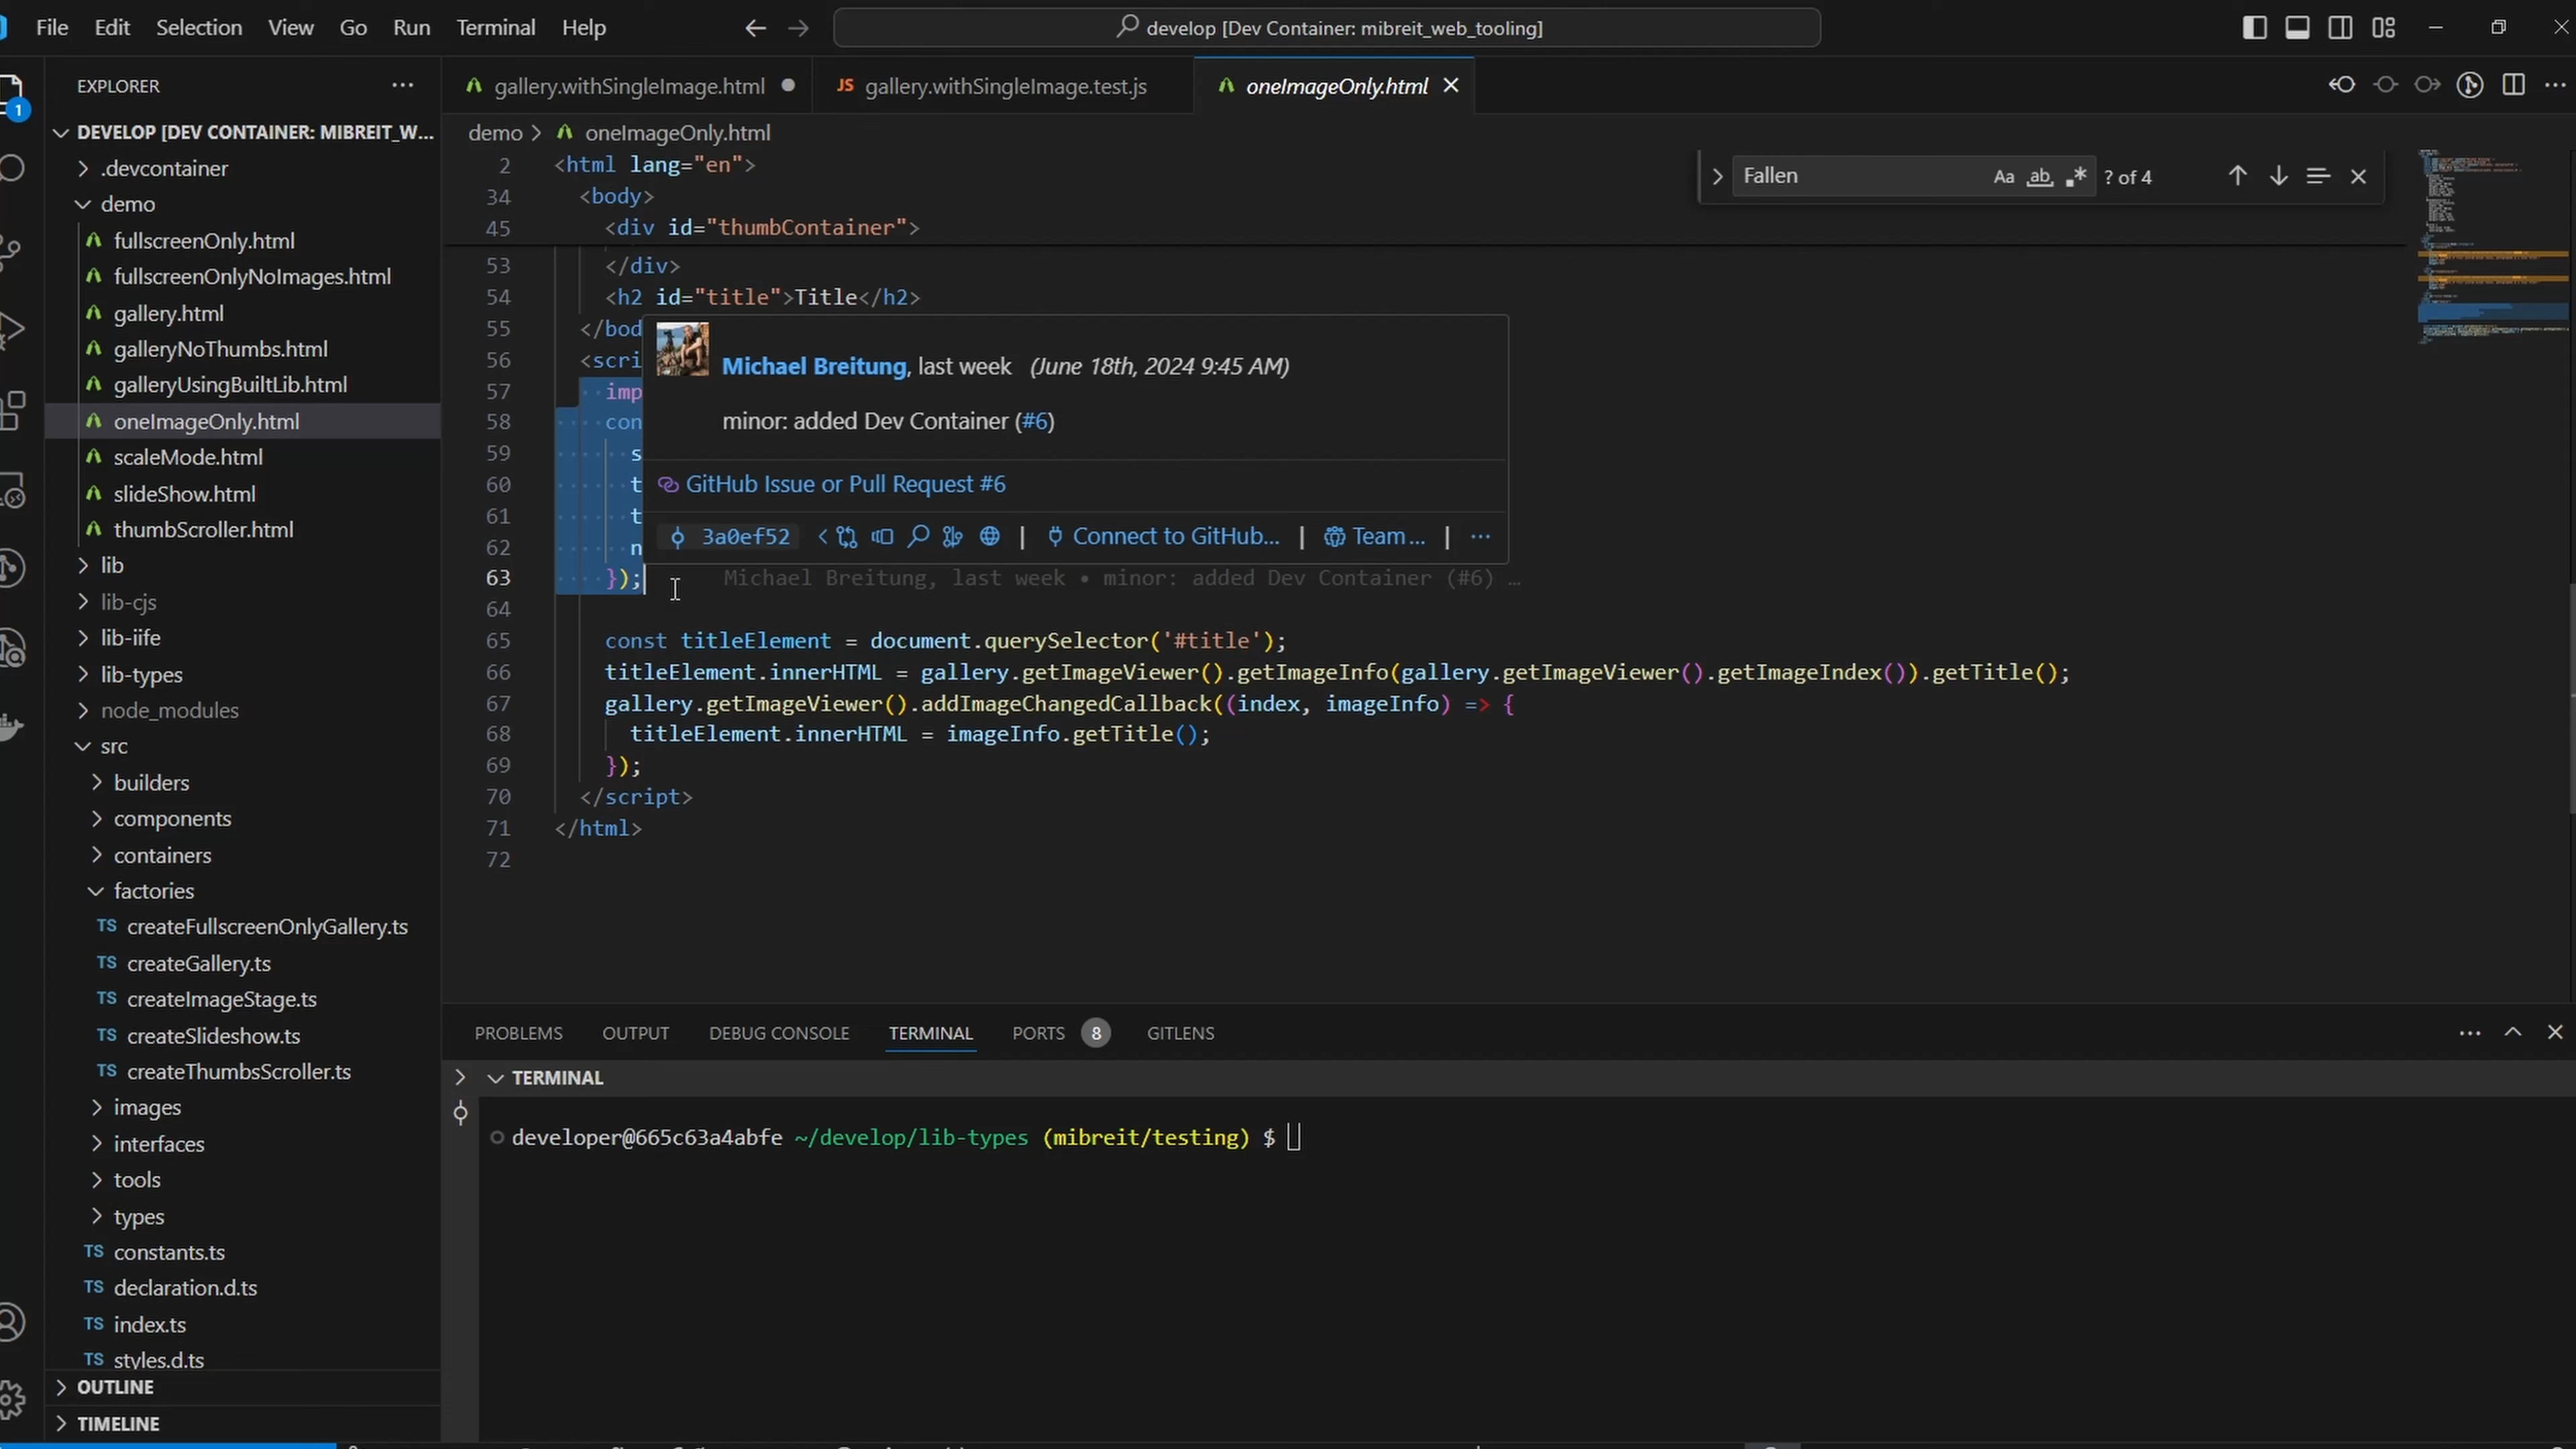 File Edit Selection View Go Run Terminal Help
develop [Dev Container: mibreit_web_tooling]
1
EXPLORER
DEVELOP [DEV CONTAINER: MIBREIT_W...
.devcontainer
demo
fullscreenOnly.html
fullscreenOnlyNoImages.html
gallery.html
galleryNoThumbs.html
galleryUsingBuiltLib.html
oneImageOnly.html
scaleMode.html
slideShow.html
thumbScroller.html
lib
lib-cjs
lib-iife
lib-types
node_modules
src
builders
components
containers
factories
TS createFullscreenOnlyGallery.ts
TS createGallery.ts
TS createImageStage.ts
TS createSlideshow.ts
TS createThumbsScroller.ts
images
interfaces
tools
types
TS constants.ts
TS declaration.d.ts
TS index.ts
TS styles.d.ts
OUTLINE
TIMELINE
gallery.withSingleImage.html
JS gallery.withSingleImage.test.js
oneImageOnly.html
demo > oneImageOnly.html
Fallen Aa ab ? of 4
2 <html lang="en">
34 <body>
45 <div id="thumbContainer">
53 </div>
54 <h2 id="title">Title</h2>
55 </bod
56 <scri
57 imp
58 con
59 s
60 t
61 t
62 n
63 }); Michael Breitung, last week • minor: added Dev Container (#6) …
Michael Breitung, last week (June 18th, 2024 9:45 AM)
minor: added Dev Container (#6)
GitHub Issue or Pull Request #6
3a0ef52 | Connect to GitHub... | Team... | ...
64
65 const titleElement = document.querySelector('#title');
66 titleElement.innerHTML = gallery.getImageViewer().getImageInfo(gallery.getImageViewer().getImageIndex()).getTitle();
67 gallery.getImageViewer().addImageChangedCallback((index, imageInfo) => {
68 titleElement.innerHTML = imageInfo.getTitle();
69 });
70 </script>
71 </html>
72
PROBLEMS OUTPUT DEBUG CONSOLE TERMINAL PORTS 8 GITLENS
TERMINAL
developer@665c63a4abfe ~/develop/lib-types (mibreit/testing) $